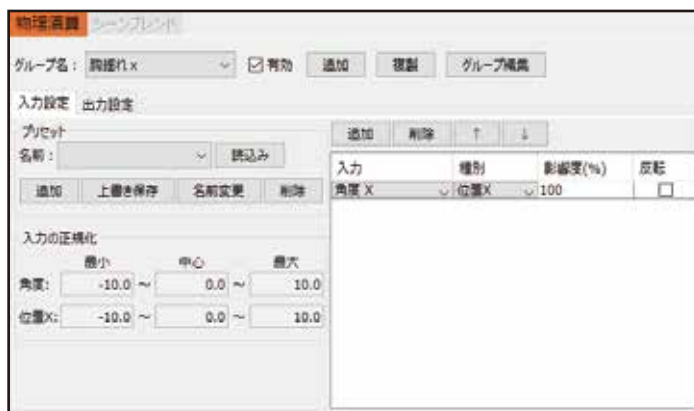 物理演算 シーンブレンド
グループ名： 胸揺れx 有効 追加 複製 グループ編集
入力設定 出力設定
プリセット
名前： 読込み
追加 上書き保存 名前変更 削除
入力の正規化
最小 中心 最大
角度: -10.0 ～ 0.0 ～ 10.0
位置X: -10.0 ～ 0.0 ～ 10.0
追加 削除 ↑ ↓
入力 種別 影響度(%) 反転
角度 X 位置X 100